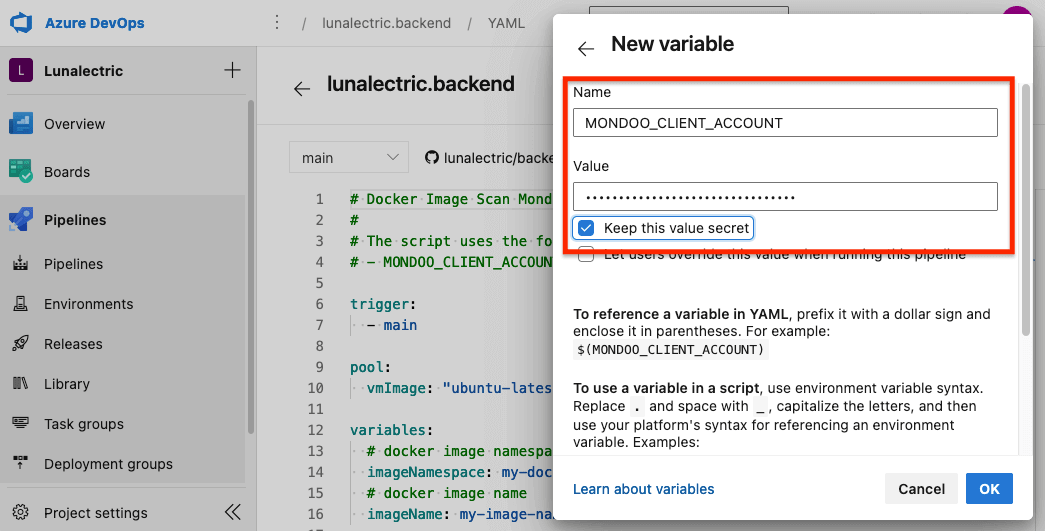 Azure DevOps
/ lunalectric.backend / YAML
L Lunalectric
Overview
Boards
Pipelines
Pipelines
Environments
Releases
Library
Task groups
Deployment groups
Project settings
lunalectric.backend
main
lunalectric/backe
1 # Docker Image Scan Mond
2 #
3 # The script uses the fo
4 # - MONDOO_CLIENT_ACCOUN
5
6 trigger:
7 - main
8
9 pool:
10 vmImage: "ubuntu-lates
11
12 variables:
13 # docker image namespa
14 imageNamespace: my-doc
15 # docker image name
16 imageName: my-image-na
New variable
Name
MONDOO_CLIENT_ACCOUNT
Value
Keep this value secret
Let users override this value when running this pipeline
To reference a variable in YAML, prefix it with a dollar sign and
enclose it in parentheses. For example:
$(MONDOO_CLIENT_ACCOUNT)
To use a variable in a script, use environment variable syntax.
Replace . and space with _, capitalize the letters, and then
use your platform's syntax for referencing an environment
variable. Examples:
Learn about variables
Cancel
OK